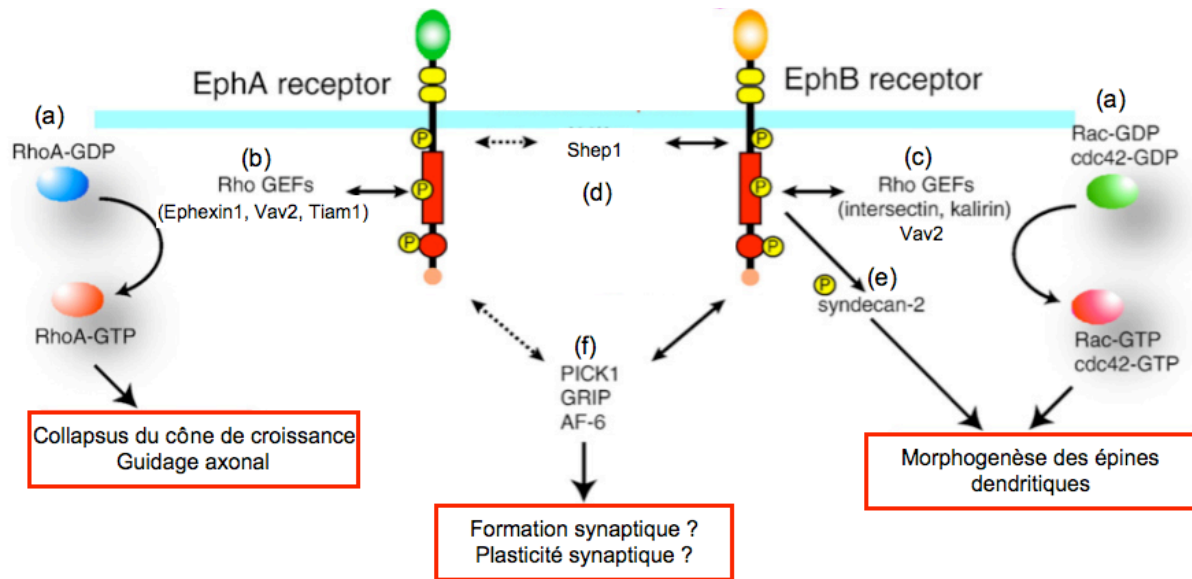 EphA receptor
EphB receptor
(a)
RhoA-GDP
(b)
Rho GEFs
(Ephexin1, Vav2, Tiam1)
P
P
P
Shep1
(d)
P
P
P
(c)
Rho GEFs
(intersectin, kalirin)
Vav2
(a)
Rac-GDP
cdc42-GDP
RhoA-GTP
(e)
P
syndecan-2
Rac-GTP
cdc42-GTP
(f)
PICK1
GRIP
AF-6
Collapsus du cône de croissance
Guidage axonal
Morphogenèse des épines
dendritiques
Formation synaptique ?
Plasticité synaptique ?